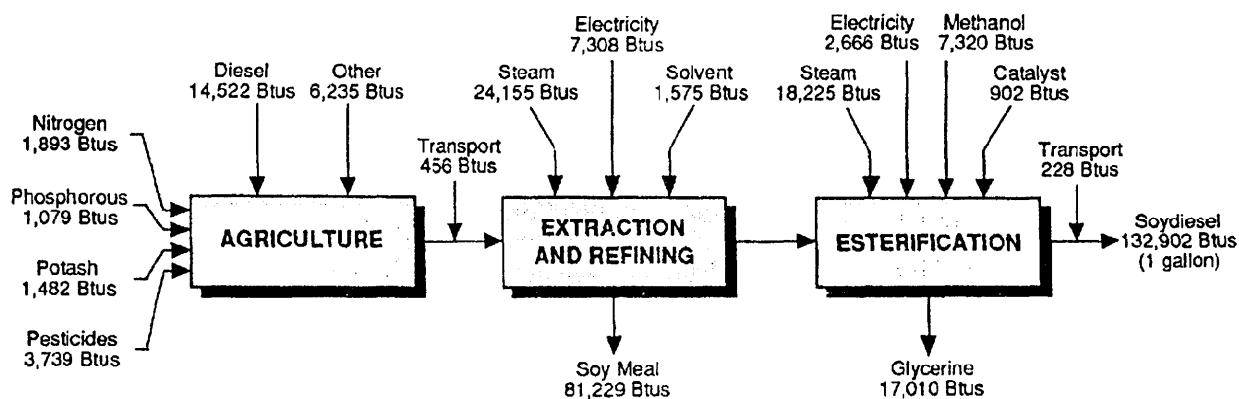 Electricity
7,308 Btus
Electricity
2,666 Btus
Methanol
7,320 Btus
Diesel
14,522 Btus
Other
6,235 Btus
Steam
24,155 Btus
Solvent
1,575 Btus
Steam
18,225 Btus
Catalyst
902 Btus
Nitrogen
1,893 Btus
Phosphorous
1,079 Btus
Potash
1,482 Btus
Pesticides
3,739 Btus
AGRICULTURE
Transport
456 Btus
EXTRACTION
AND REFINING
ESTERIFICATION
Transport
228 Btus
Soydiesel
132,902 Btus
(1 gallon)
Soy Meal
81,229 Btus
Glycerine
17,010 Btus